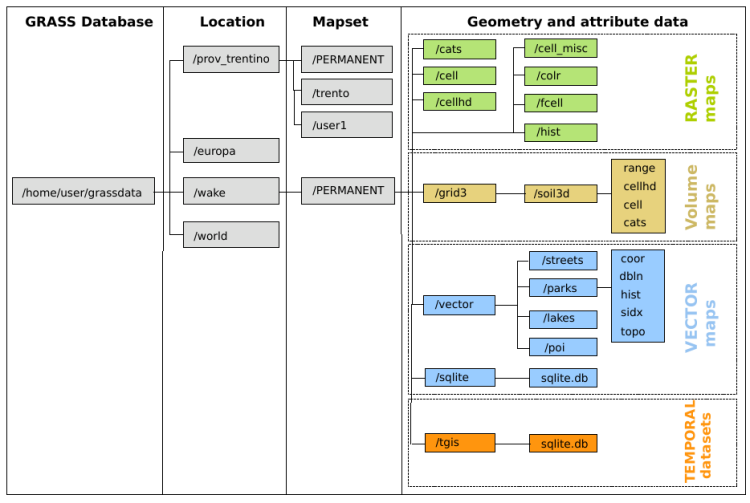 GRASS Database
Location
Mapset
Geometry and attribute data
/home/user/grassdata
/prov_trentino
/europa
/wake
/world
/PERMANENT
/trento
/user1
/PERMANENT
/cats
/cell
/cellhd
/cell_misc
/colr
/fcell
/hist
RASTER
maps
/grid3
/soil3d
range
cellhd
cell
cats
Volume
maps
/vector
/streets
/parks
/lakes
/poi
coor
dbln
hist
sidx
topo
/sqlite
sqlite.db
VECTOR
maps
/tgis
sqlite.db
TEMPORAL
datasets